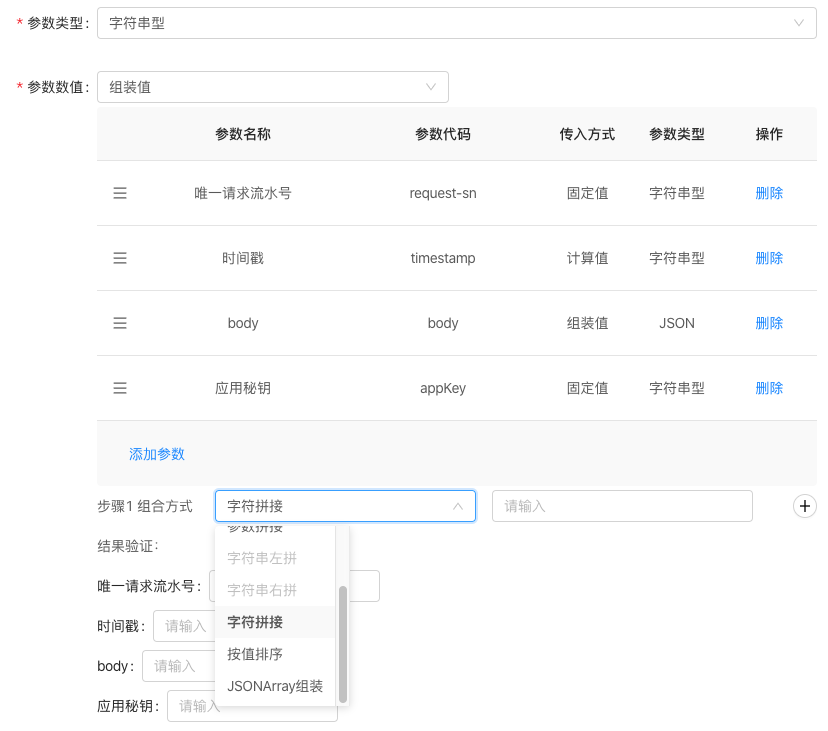 * 参数类型: 字符串型
* 参数数值: 组装值
参数名称 参数代码 传入方式 参数类型 操作
唯一请求流水号 request-sn 固定值 字符串型 删除
时间戳 timestamp 计算值 字符串型 删除
body body 组装值 JSON 删除
应用秘钥 appKey 固定值 字符串型 删除
添加参数
步骤1 组合方式 字符拼接 请输入
参数拼接
结果验证:
字符串左拼
唯一请求流水号:
字符串右拼
时间戳: 请输入
字符拼接
body: 请输入
按值排序
JSONArray组装
应用秘钥: 请输入